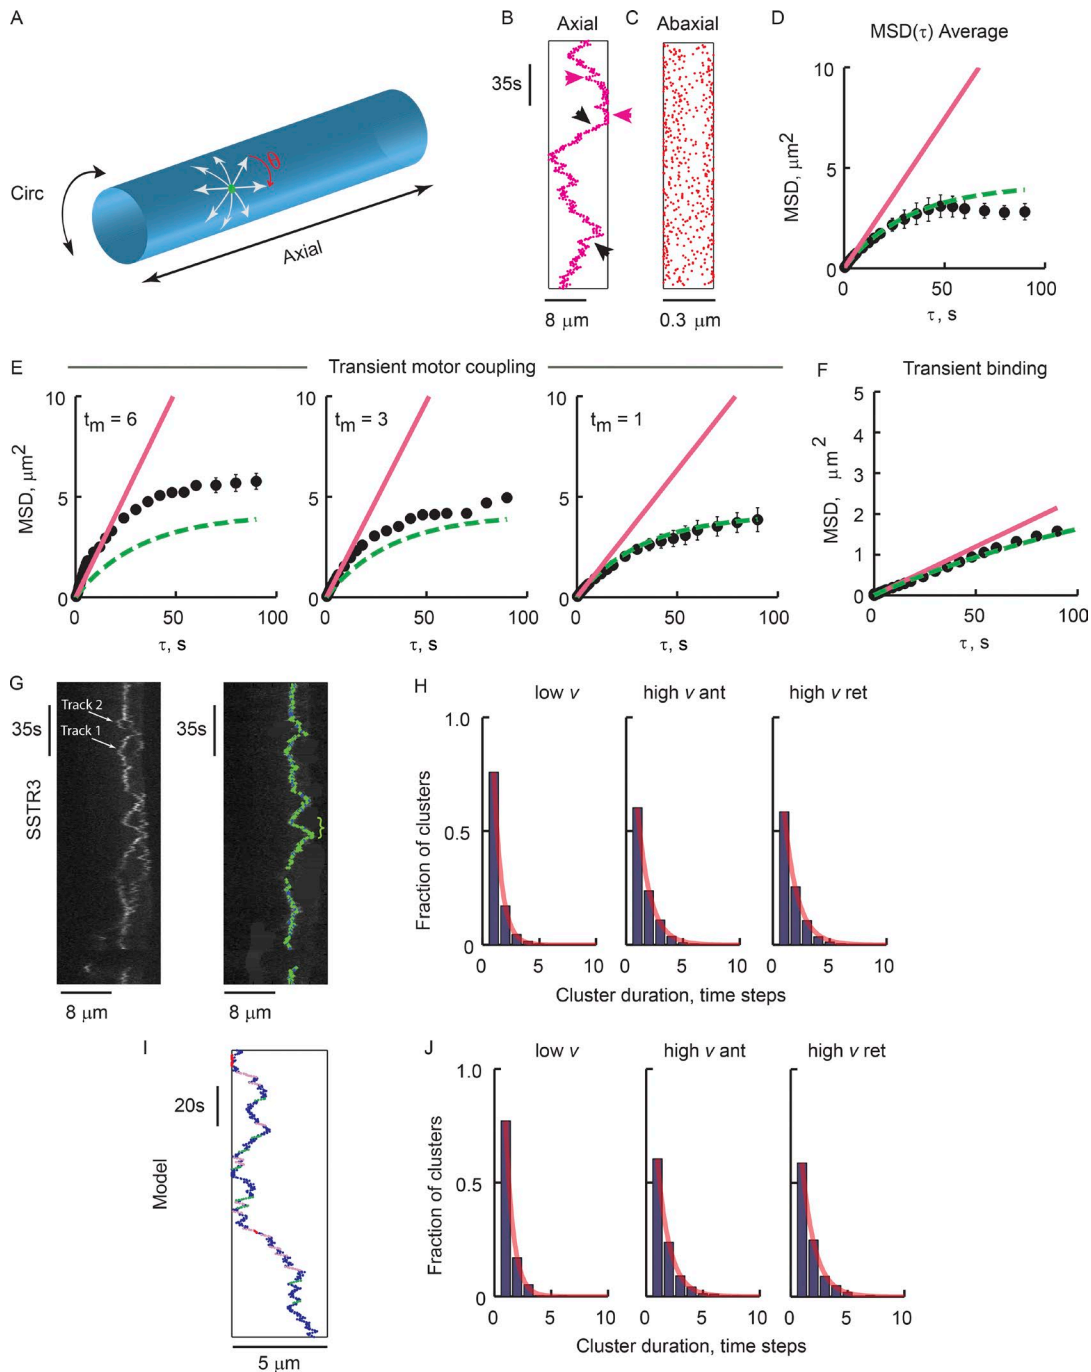 A
Circ
Axial
θ
B
Axial
35s
8 μm
C
Abaxial
0.3 μm
D
MSD(τ) Average
MSD, μm²
10
5
0
0
50
100
τ, s
E
Transient motor coupling
MSD, μm²
10
5
0
tm = 6
0
50
100
τ, s
10
5
0
tm = 3
0
50
100
τ, s
10
5
0
tm = 1
0
50
100
τ, s
F
Transient binding
MSD, μm²
5
4
3
2
1
0
0
50
100
τ, s
G
35s
SSTR3
Track 2
Track 1
8 μm
35s
8 μm
H
low v
high v ant
high v ret
Fraction of clusters
1.0
0.5
0
0
5
10
0
5
10
0
5
10
Cluster duration, time steps
I
20s
Model
5 μm
J
low v
high v ant
high v ret
Fraction of clusters
1.0
0.5
0
0
5
10
0
5
10
0
5
10
Cluster duration, time steps